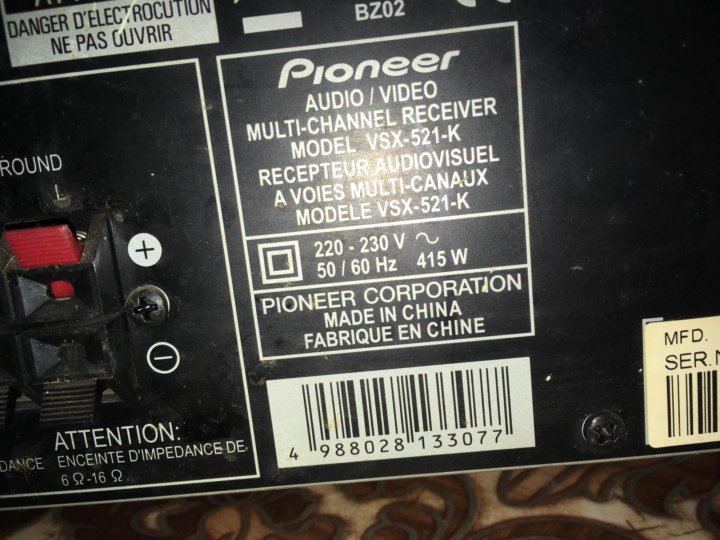 DANGER D'ELECTROCUTION
NE PAS OUVRIR
BZ02
Pioneer
AUDIO / VIDEO
MULTI-CHANNEL RECEIVER
MODEL VSX-521-K
RECEPTEUR AUDIOVISUEL
A VOIES MULTI-CANAUX
MODELE VSX-521-K
220 - 230 V ~
50 / 60 Hz 415 W
PIONEER CORPORATION
MADE IN CHINA
FABRIQUE EN CHINE
4 988028 133077
ROUND
L
+
−
ATTENTION:
DANCE ENCEINTE D'IMPEDANCE DE
6 Ω -16 Ω
MFD.
SER.N